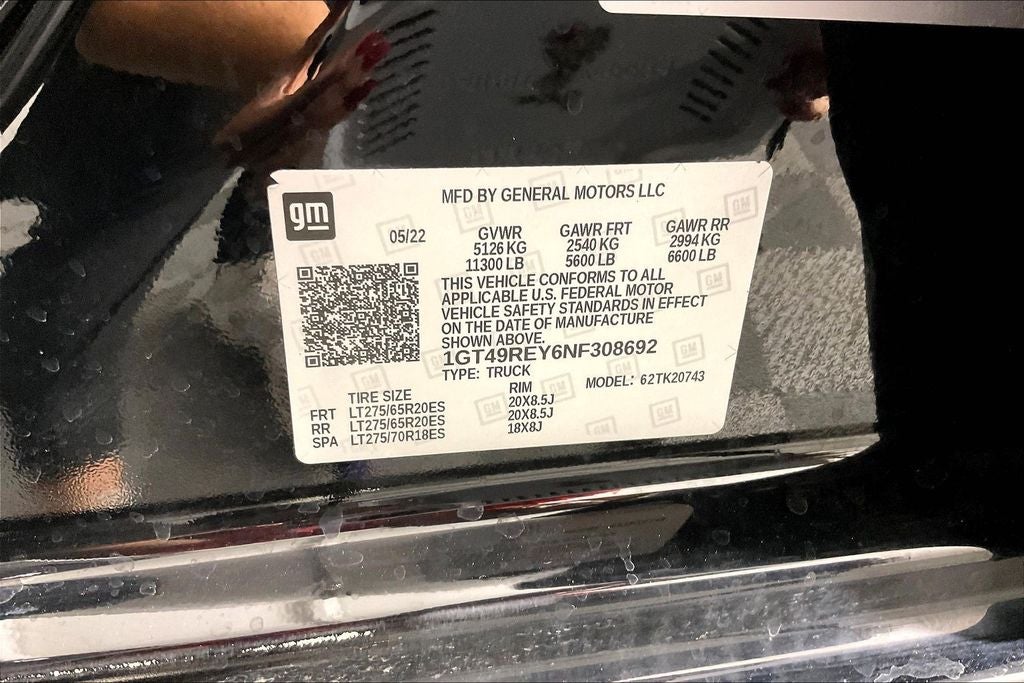 gm
MFD BY GENERAL MOTORS LLC
05/22 GVWR GAWR FRT GAWR RR
5126 KG 2540 KG 2994 KG
11300 LB 5600 LB 6600 LB
THIS VEHICLE CONFORMS TO ALL
APPLICABLE U.S. FEDERAL MOTOR
VEHICLE SAFETY STANDARDS IN EFFECT
ON THE DATE OF MANUFACTURE
SHOWN ABOVE.
1GT49REY6NF308692
TYPE: TRUCK MODEL: 62TK20743
TIRE SIZE RIM
FRT LT275/65R20ES 20X8.5J
RR LT275/65R20ES 20X8.5J
SPA LT275/70R18ES 18X8J